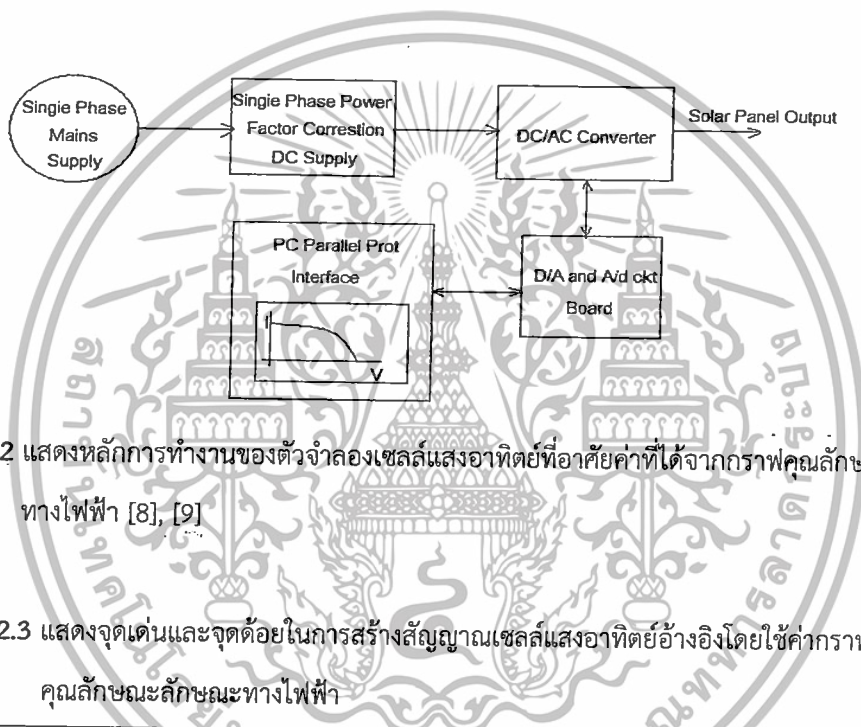 Single Phase
Mains
Supply
Single Phase Power
Factor Correstion
DC Supply
DC/AC Converter
Solar Panel Output
PC Parallel Prot
Interface
I
V
D/A and A/d ckt
Board
2 แสดงหลักการทำงานของตัวจำลองเซลล์แสงอาทิตย์ที่อาศัยค่าที่ได้จากกราฟคุณลักษ
ทางไฟฟ้า [8], [9]
2.3 แสดงจุดเด่นและจุดด้อยในการสร้างสัญญาณเซลล์แสงอาทิตย์อ้างอิงโดยใช้ค่ากราฟ
คุณลักษณะลักษณะทางไฟฟ้า